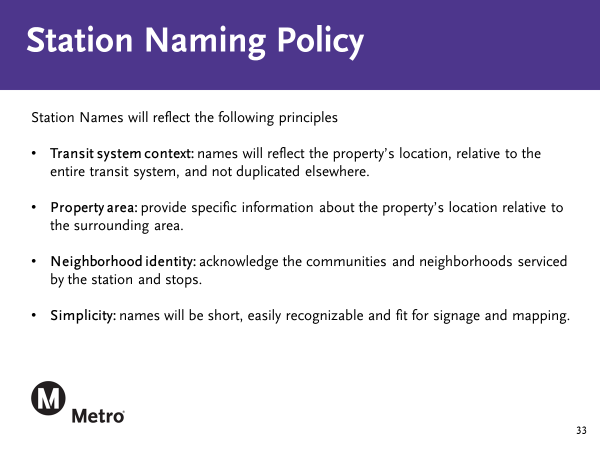 Station Naming Policy
Station Names will reflect the following principles
• Transit system context: names will reflect the property's location, relative to the
entire transit system, and not duplicated elsewhere.
• Property area: provide specific information about the property's location relative to
the surrounding area.
• Neighborhood identity: acknowledge the communities and neighborhoods serviced
by the station and stops.
• Simplicity: names will be short, easily recognizable and fit for signage and mapping.
M
Metro
33